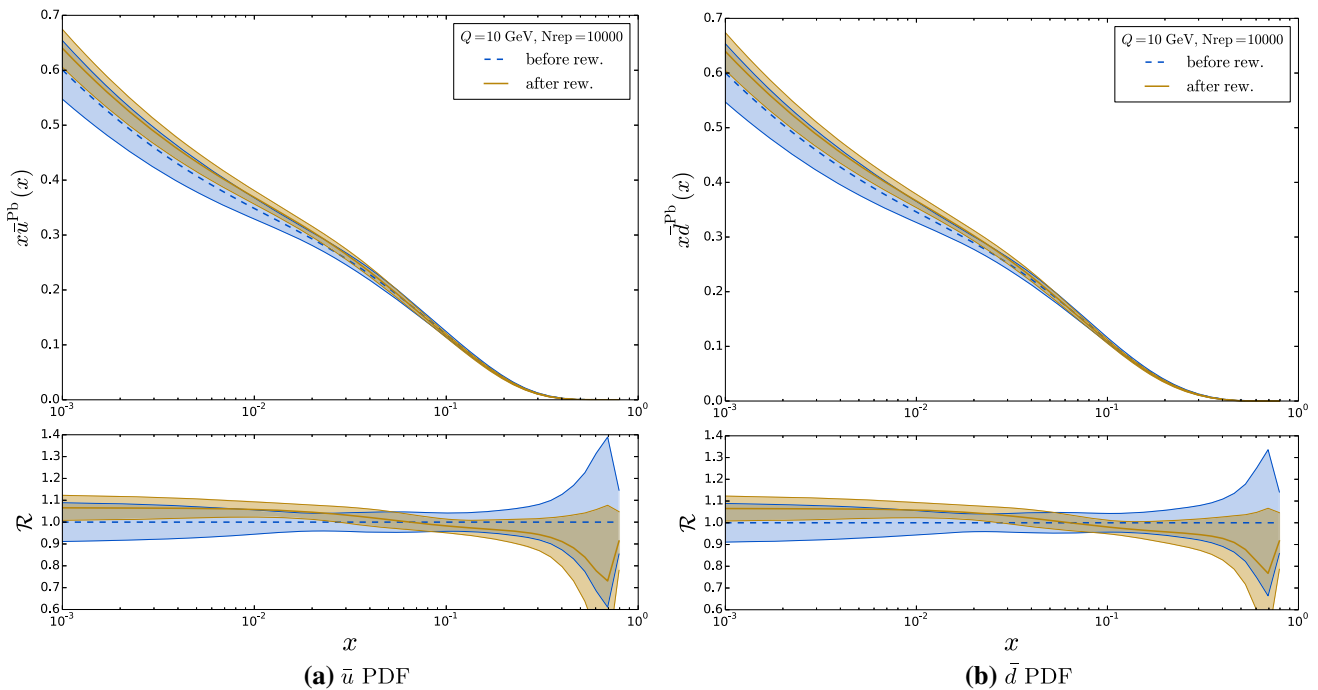 0.7
0.6
0.5
0.4
0.3
0.2
0.1
0.0
xū^Pb(x)
Q=10 GeV, Nrep=10000
before rew.
after rew.
10^-3 10^-2 10^-1 10^0
1.4
1.3
1.2
1.1
1.0
0.9
0.8
0.7
0.6
R
10^-3 10^-2 10^-1 10^0
x
(a) ū PDF
0.7
0.6
0.5
0.4
0.3
0.2
0.1
0.0
xd̄^Pb(x)
Q=10 GeV, Nrep=10000
before rew.
after rew.
10^-3 10^-2 10^-1 10^0
1.4
1.3
1.2
1.1
1.0
0.9
0.8
0.7
0.6
R
10^-3 10^-2 10^-1 10^0
x
(b) d̄ PDF